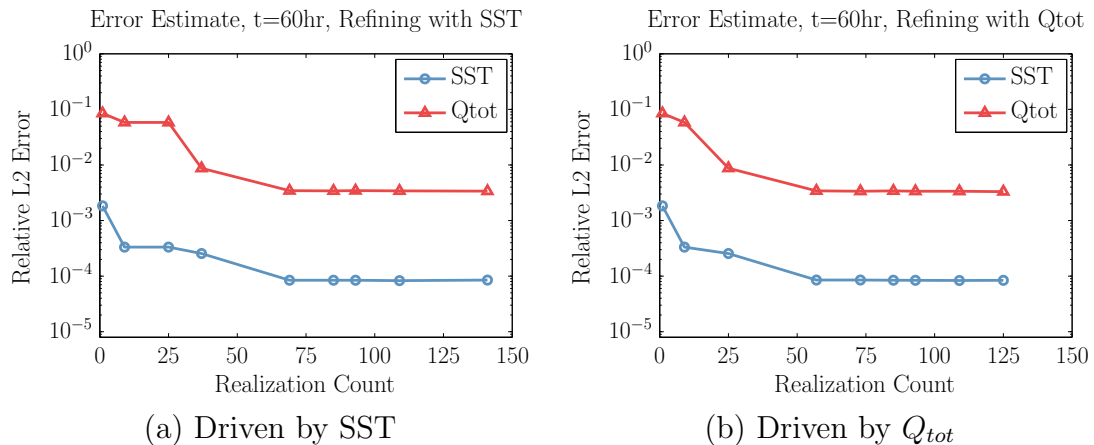 Error Estimate, t=60hr, Refining with SST
10^0
10^-1
10^-2
10^-3
10^-4
10^-5
Relative L2 Error
SST
Qtot
0 25 50 75 100 125 150
Realization Count
(a) Driven by SST
Error Estimate, t=60hr, Refining with Qtot
10^0
10^-1
10^-2
10^-3
10^-4
10^-5
Relative L2 Error
SST
Qtot
0 25 50 75 100 125 150
Realization Count
(b) Driven by Q_tot